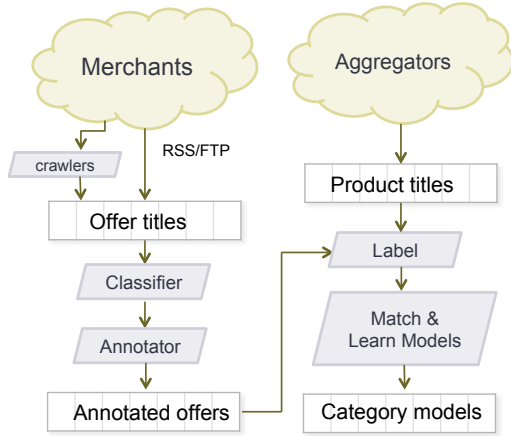 Merchants
Aggregators
crawlers
RSS/FTP
Product titles
Offer titles
Label
Classifier
Match &
Learn Models
Annotator
Annotated offers
Category models